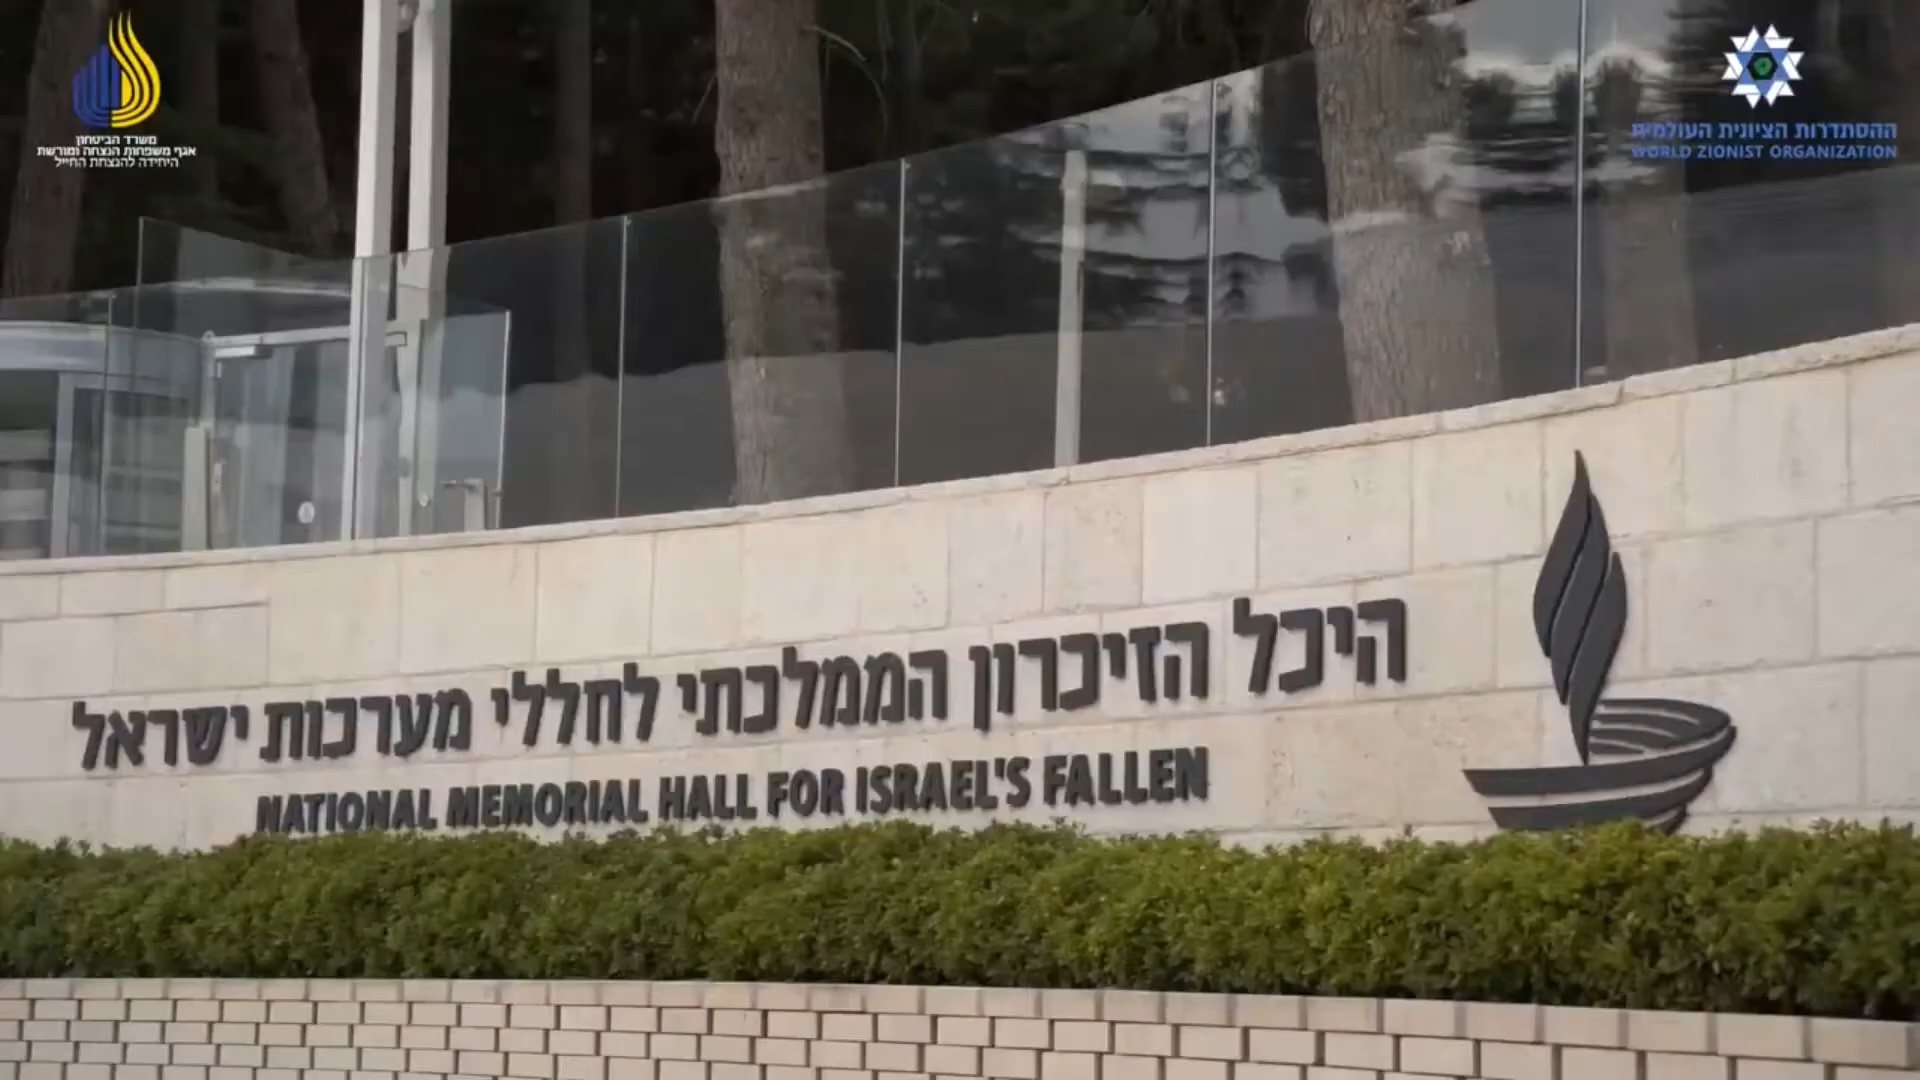 משרד הביטחון
אגף משפחות הנצחה ומורשת
היחידה להנצחת החייל
ההסתדרות הציונית העולמית
WORLD ZIONIST ORGANIZATION
היכל הזיכרון הממלכתי לחללי מערכות ישראל
NATIONAL MEMORIAL HALL FOR ISRAEL'S FALLEN